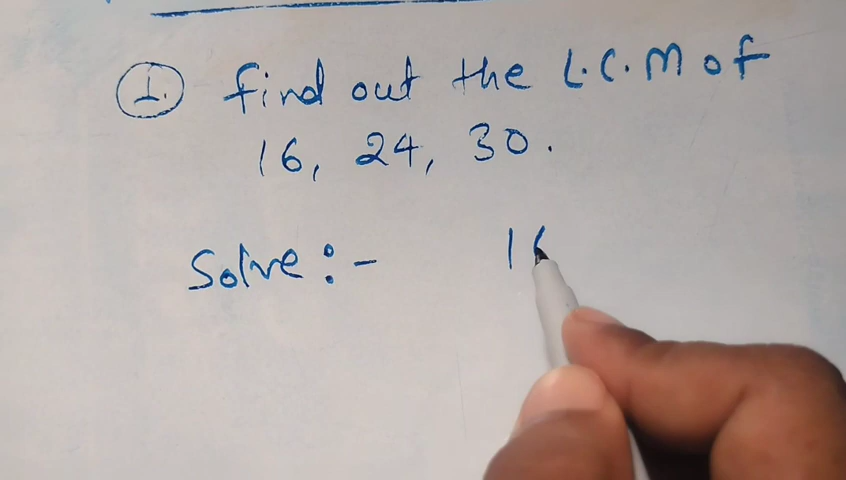 1. find out the L.C.M of
16, 24, 30.
Solve :- 16